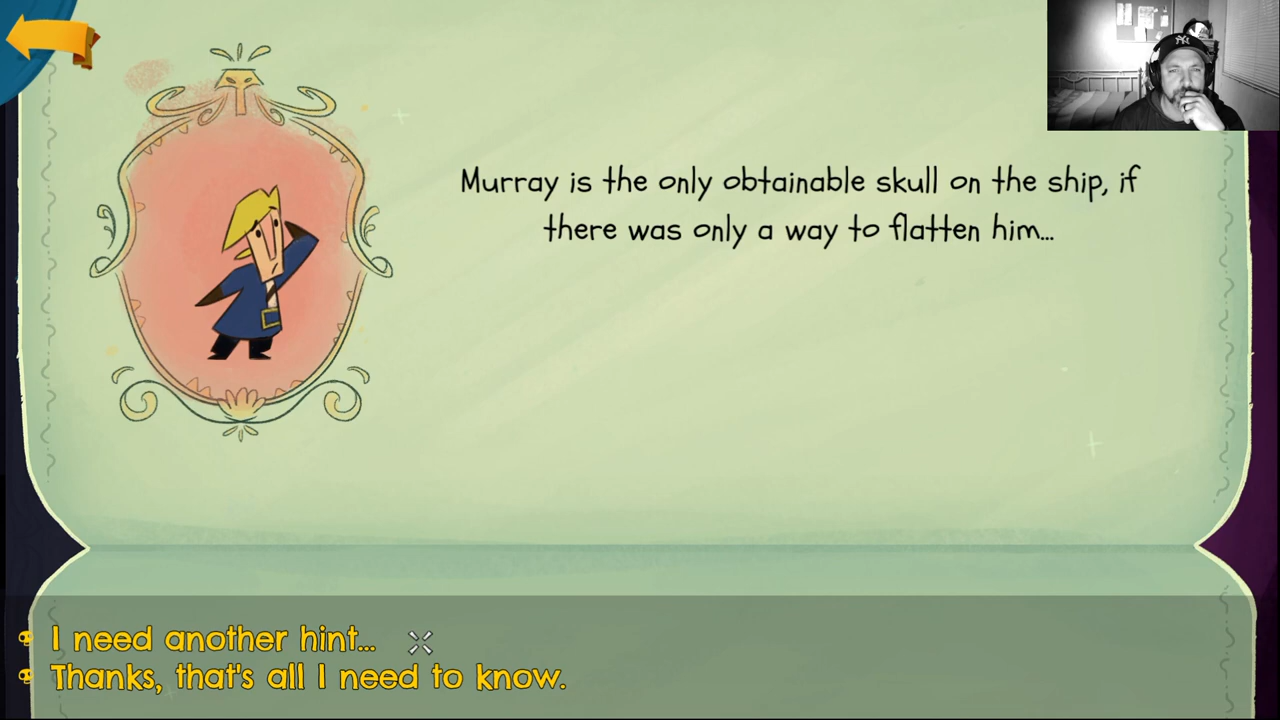 Murray is the only obtainable skull on the ship, if
there was only a way to flatten him...
I need another hint...
Thanks, that's all I need to know.